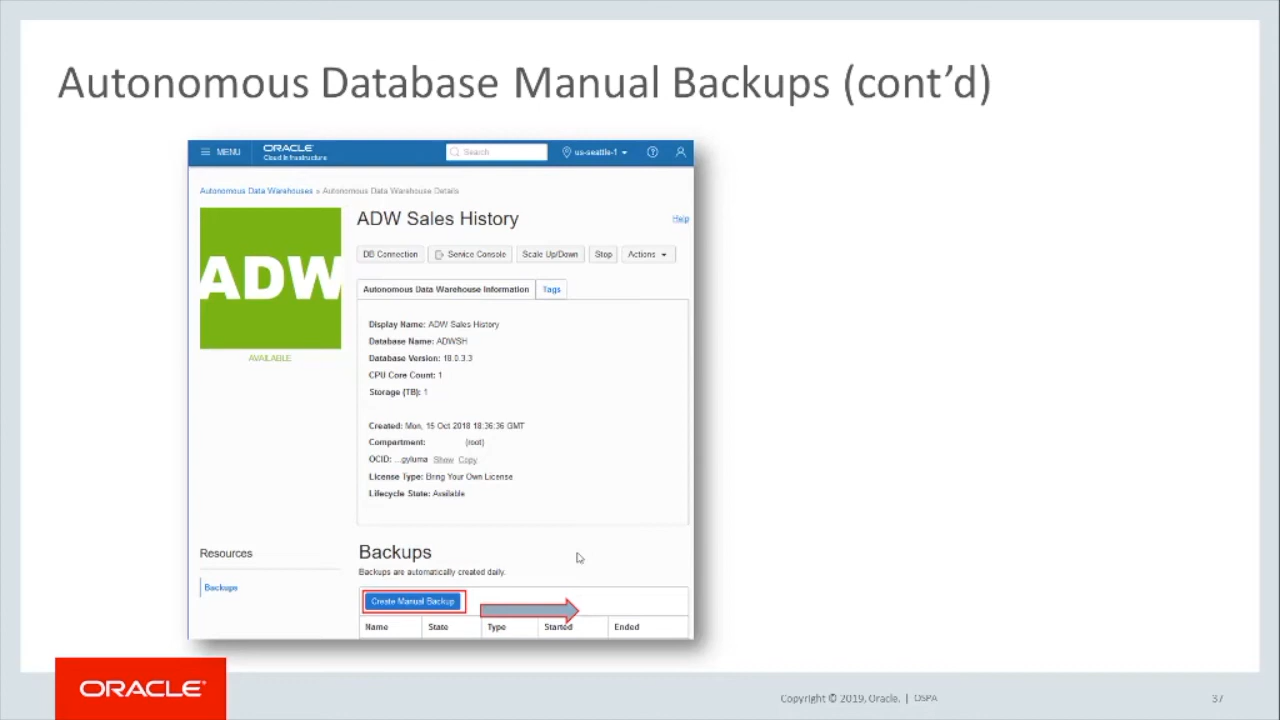 Autonomous Database Manual Backups (cont'd)
MENU
ORACLE
Cloud Infrastructure
Search
us-seattle-1
Autonomous Data Warehouses » Autonomous Data Warehouse Details
ADW
AVAILABLE
ADW Sales History
Help
DB Connection
Service Console
Scale Up/Down
Stop
Actions
Autonomous Data Warehouse Information
Tags
Display Name: ADW Sales History
Database Name: ADWSH
Database Version: 18.0.3.3
CPU Core Count: 1
Storage (TB): 1
Created: Mon, 15 Oct 2018 18:36:36 GMT
Compartment: (root)
OCID: ...gyluma Show Copy
License Type: Bring Your Own License
Lifecycle State: Available
Resources
Backups
Backups
Backups are automatically created daily.
Create Manual Backup
Name State Type Started Ended
ORACLE
Copyright © 2019, Oracle. | OSPA
37